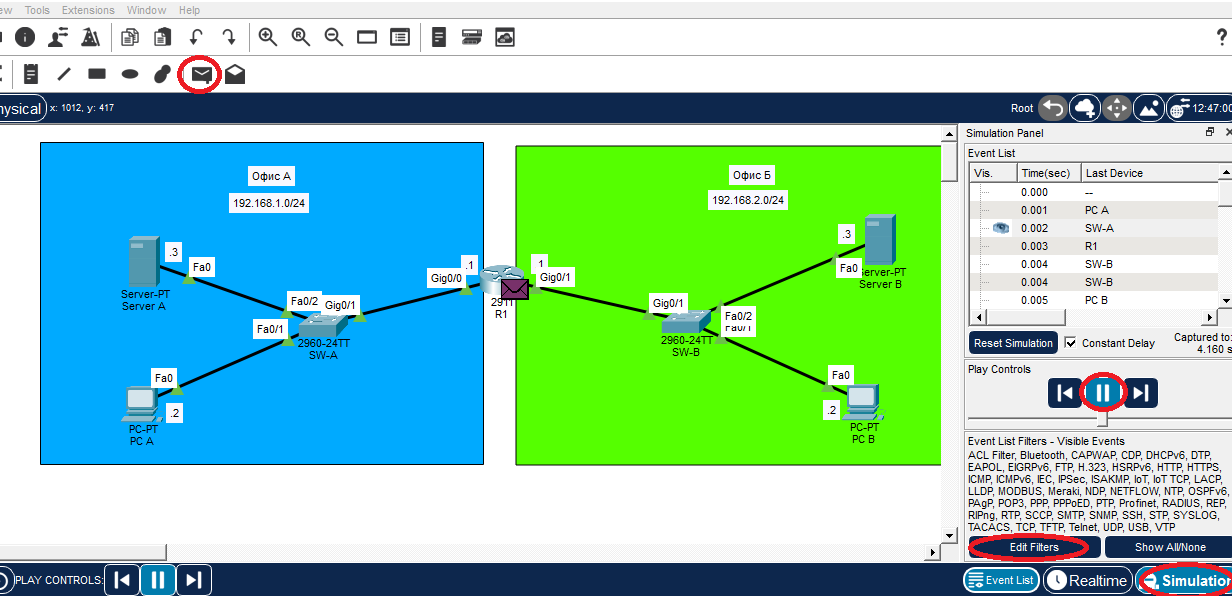 ew Tools Extensions Window Help
?
hysical x: 1012, y: 417
Root
12:47:00
Офис А
192.168.1.0/24
Офис Б
192.168.2.0/24
.3
Fa0
Server-PT
Server A
Fa0/2
Gig0/1
Fa0/1
2960-24TT
SW-A
Fa0
.2
PC-PT
PC A
.1
Gig0/0
1
Gig0/1
2911
R1
Gig0/1
Fa0/2
Fa0/1
2960-24TT
SW-B
.3
Fa0
Server-PT
Server B
Fa0
.2
PC-PT
PC B
Simulation Panel
Event List
Vis. Time(sec) Last Device
0.000 --
0.001 PC A
0.002 SW-A
0.003 R1
0.004 SW-B
0.004 SW-B
0.005 PC B
Reset Simulation Constant Delay Captured to:
4.160 s
Play Controls
Event List Filters - Visible Events
ACL Filter, Bluetooth, CAPWAP, CDP, DHCPv6, DTP,
EAPOL, EIGRPv6, FTP, H.323, HSRPv6, HTTP, HTTPS,
ICMP, ICMPv6, IEC, IPSec, ISAKMP, IoT, IoT TCP, LACP,
LLDP, MODBUS, Meraki, NDP, NETFLOW, NTP, OSPFv6,
PAgP, POP3, PPP, PPPoED, PTP, Profinet, RADIUS, REP,
RIPng, RTP, SCCP, SMTP, SNMP, SSH, STP, SYSLOG,
TACACS, TCP, TFTP, Telnet, UDP, USB, VTP
Edit Filters Show All/None
PLAY CONTROLS:
Event List Realtime Simulation